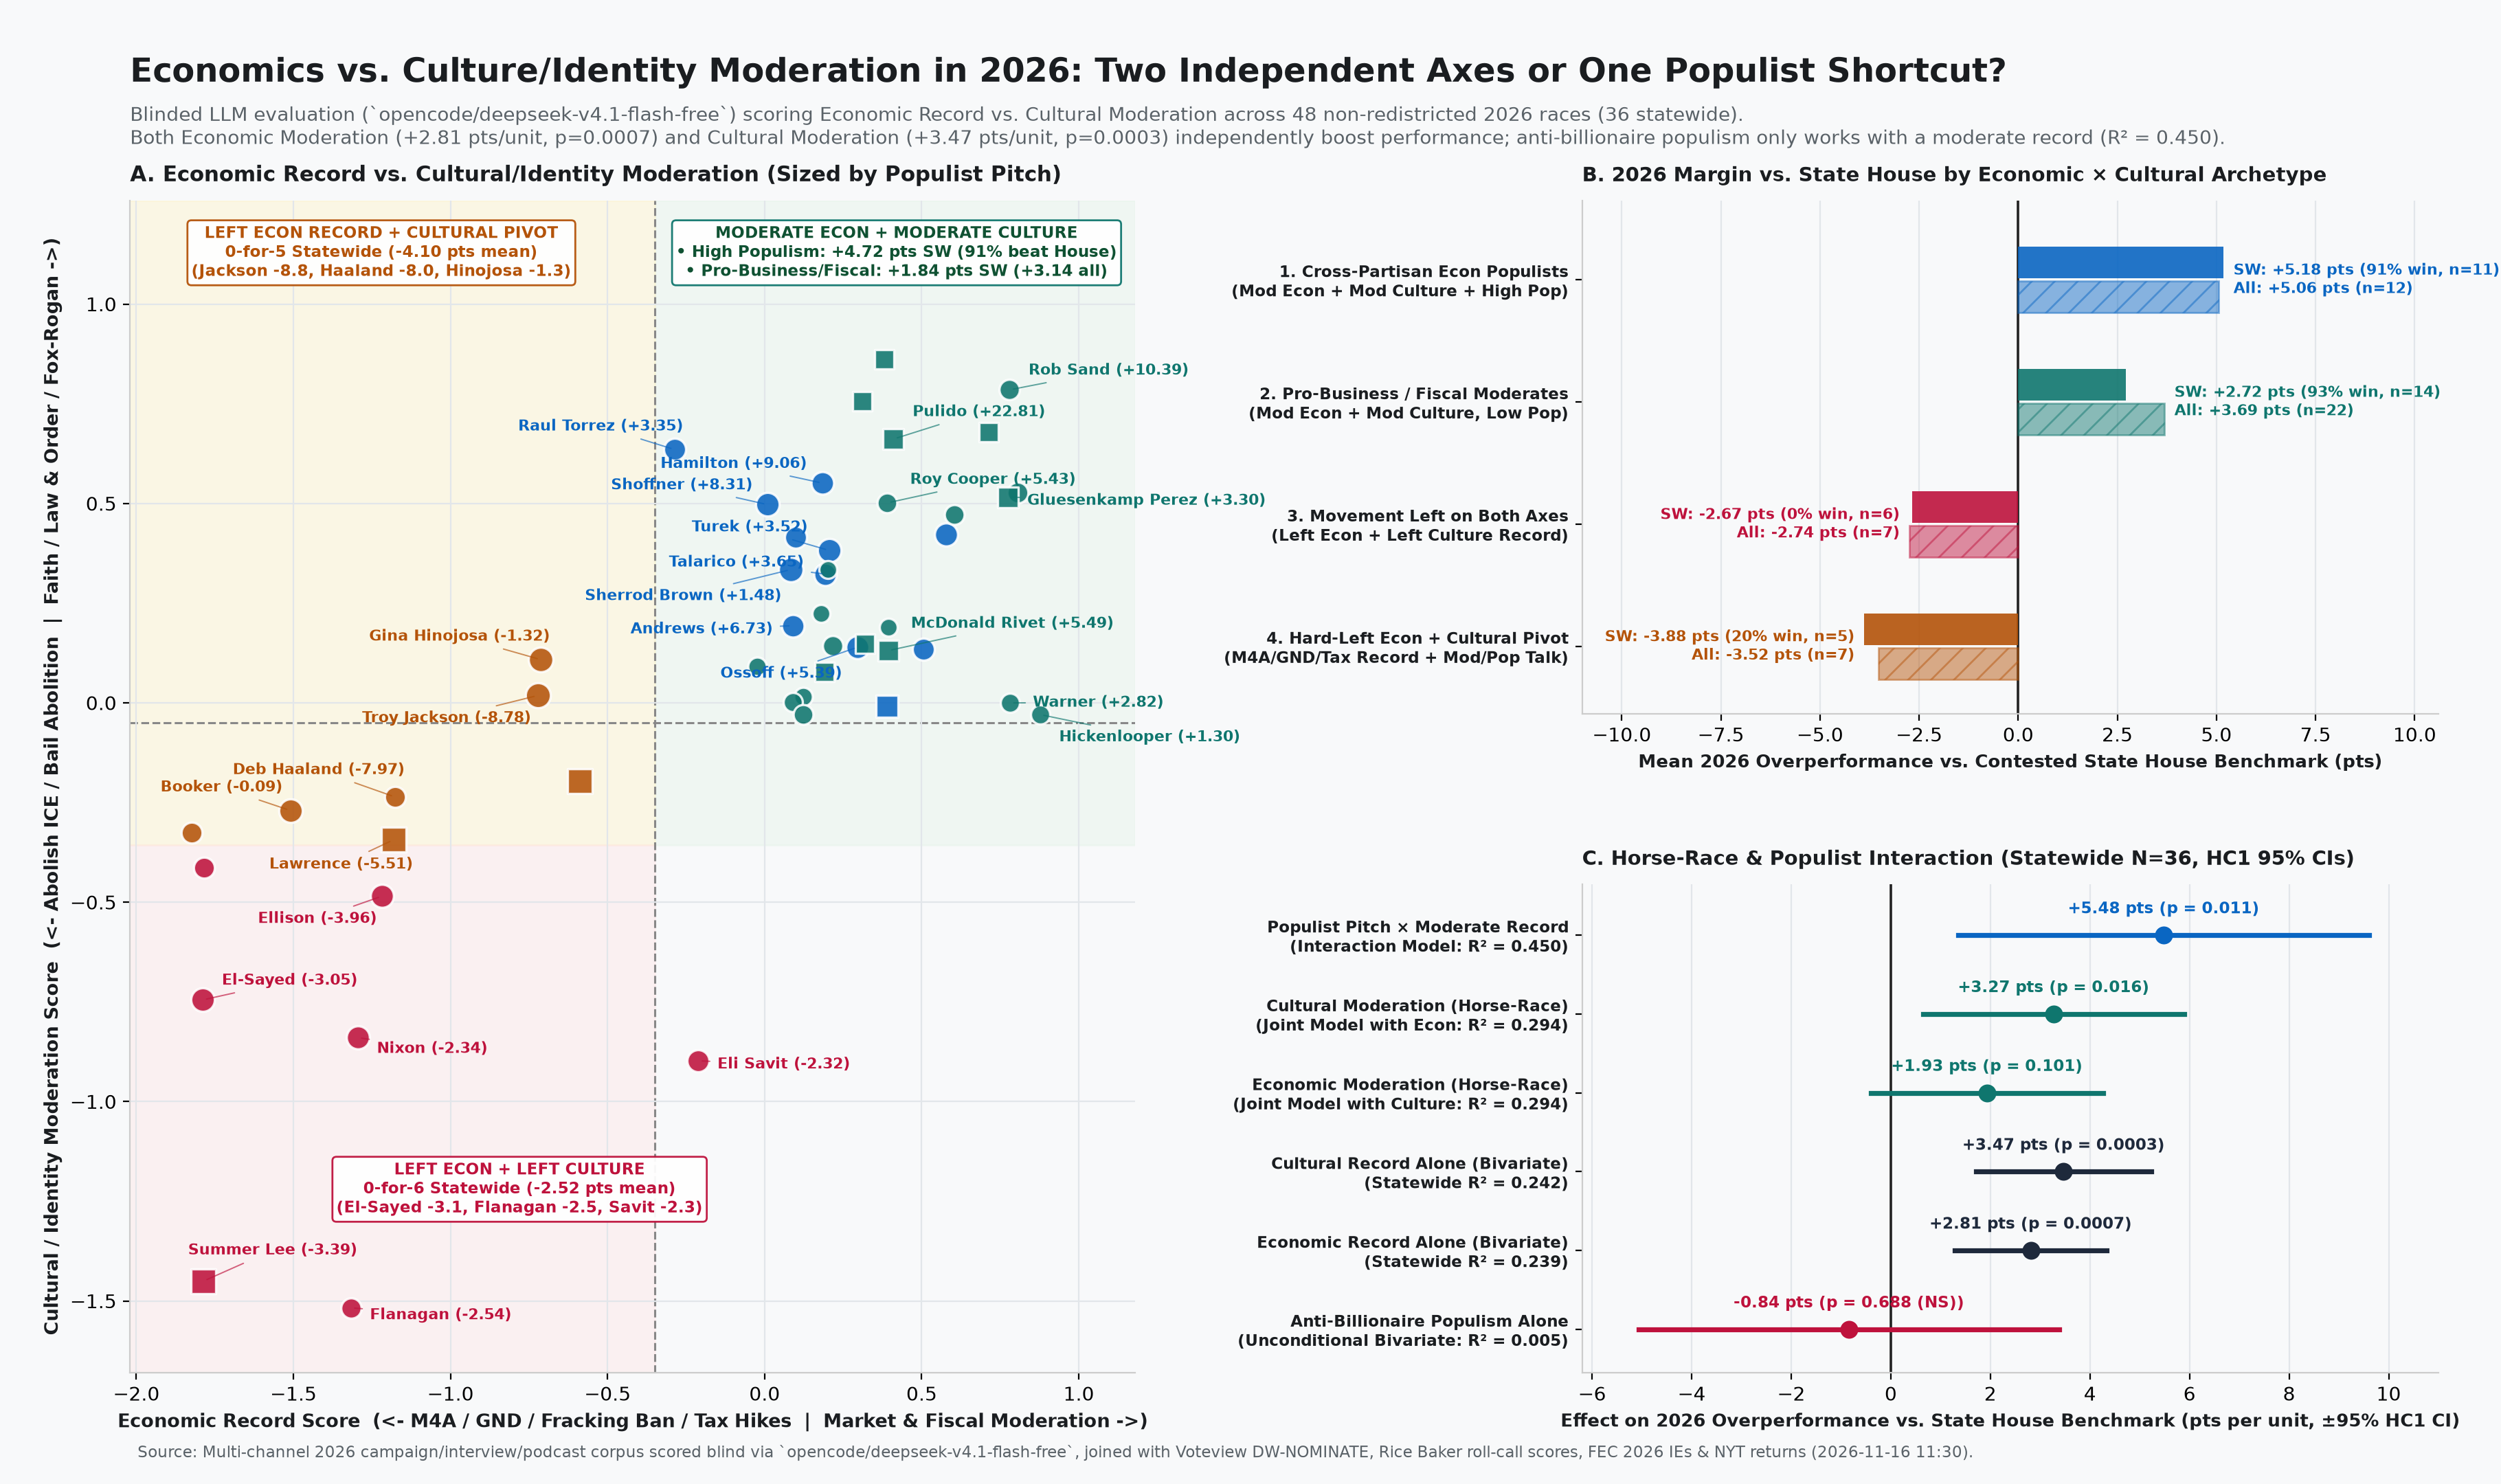 Economics vs. Culture/Identity Moderation in 2026: Two Independent Axes or One Populist Shortcut?
Blinded LLM evaluation (`opencode/deepseek-v4.1-flash-free`) scoring Economic Record vs. Cultural Moderation across 48 non-redistricted 2026 races (36 statewide).
Both Economic Moderation (+2.81 pts/unit, p=0.0007) and Cultural Moderation (+3.47 pts/unit, p=0.0003) independently boost performance; anti-billionaire populism only works with a moderate record (R² = 0.450).
A. Economic Record vs. Cultural/Identity Moderation (Sized by Populist Pitch)
Cultural / Identity Moderation Score  (<- Abolish ICE / Bail Abolition  |  Faith / Law & Order / Fox-Rogan ->)
1.0
0.5
0.0
−0.5
−1.0
−1.5
LEFT ECON RECORD + CULTURAL PIVOT
0-for-5 Statewide (-4.10 pts mean)
(Jackson -8.8, Haaland -8.0, Hinojosa -1.3)
MODERATE ECON + MODERATE CULTURE
• High Populism: +4.72 pts SW (91% beat House)
• Pro-Business/Fiscal: +1.84 pts SW (+3.14 all)
Rob Sand (+10.39)
Pulido (+22.81)
Raul Torrez (+3.35)
Hamilton (+9.06)
Shoffner (+8.31)
Roy Cooper (+5.43)
Gluesenkamp Perez (+3.30)
Turek (+3.52)
Talarico (+3.65)
Sherrod Brown (+1.48)
Andrews (+6.73)
McDonald Rivet (+5.49)
Gina Hinojosa (-1.32)
Ossoff (+5.39)
Warner (+2.82)
Troy Jackson (-8.78)
Hickenlooper (+1.30)
Deb Haaland (-7.97)
Booker (-0.09)
Lawrence (-5.51)
Ellison (-3.96)
El-Sayed (-3.05)
Nixon (-2.34)
Eli Savit (-2.32)
LEFT ECON + LEFT CULTURE
0-for-6 Statewide (-2.52 pts mean)
(El-Sayed -3.1, Flanagan -2.5, Savit -2.3)
Summer Lee (-3.39)
Flanagan (-2.54)
−2.0 −1.5 −1.0 −0.5 0.0 0.5 1.0
Economic Record Score  (<- M4A / GND / Fracking Ban / Tax Hikes  |  Market & Fiscal Moderation ->)
B. 2026 Margin vs. State House by Economic × Cultural Archetype
1. Cross-Partisan Econ Populists
(Mod Econ + Mod Culture + High Pop)
SW: +5.18 pts (91% win, n=11)
All: +5.06 pts (n=12)
2. Pro-Business / Fiscal Moderates
(Mod Econ + Mod Culture, Low Pop)
SW: +2.72 pts (93% win, n=14)
All: +3.69 pts (n=22)
3. Movement Left on Both Axes
(Left Econ + Left Culture Record)
SW: -2.67 pts (0% win, n=6)
All: -2.74 pts (n=7)
4. Hard-Left Econ + Cultural Pivot
(M4A/GND/Tax Record + Mod/Pop Talk)
SW: -3.88 pts (20% win, n=5)
All: -3.52 pts (n=7)
−10.0 −7.5 −5.0 −2.5 0.0 2.5 5.0 7.5 10.0
Mean 2026 Overperformance vs. Contested State House Benchmark (pts)
C. Horse-Race & Populist Interaction (Statewide N=36, HC1 95% CIs)
Populist Pitch × Moderate Record
(Interaction Model: R² = 0.450)
+5.48 pts (p = 0.011)
Cultural Moderation (Horse-Race)
(Joint Model with Econ: R² = 0.294)
+3.27 pts (p = 0.016)
Economic Moderation (Horse-Race)
(Joint Model with Culture: R² = 0.294)
+1.93 pts (p = 0.101)
Cultural Record Alone (Bivariate)
(Statewide R² = 0.242)
+3.47 pts (p = 0.0003)
Economic Record Alone (Bivariate)
(Statewide R² = 0.239)
+2.81 pts (p = 0.0007)
Anti-Billionaire Populism Alone
(Unconditional Bivariate: R² = 0.005)
-0.84 pts (p = 0.688 (NS))
−6 −4 −2 0 2 4 6 8 10
Effect on 2026 Overperformance vs. State House Benchmark (pts per unit, ±95% HC1 CI)
Source: Multi-channel 2026 campaign/interview/podcast corpus scored blind via `opencode/deepseek-v4.1-flash-free`, joined with Voteview DW-NOMINATE, Rice Baker roll-call scores, FEC 2026 IEs & NYT returns (2026-11-16 11:30).